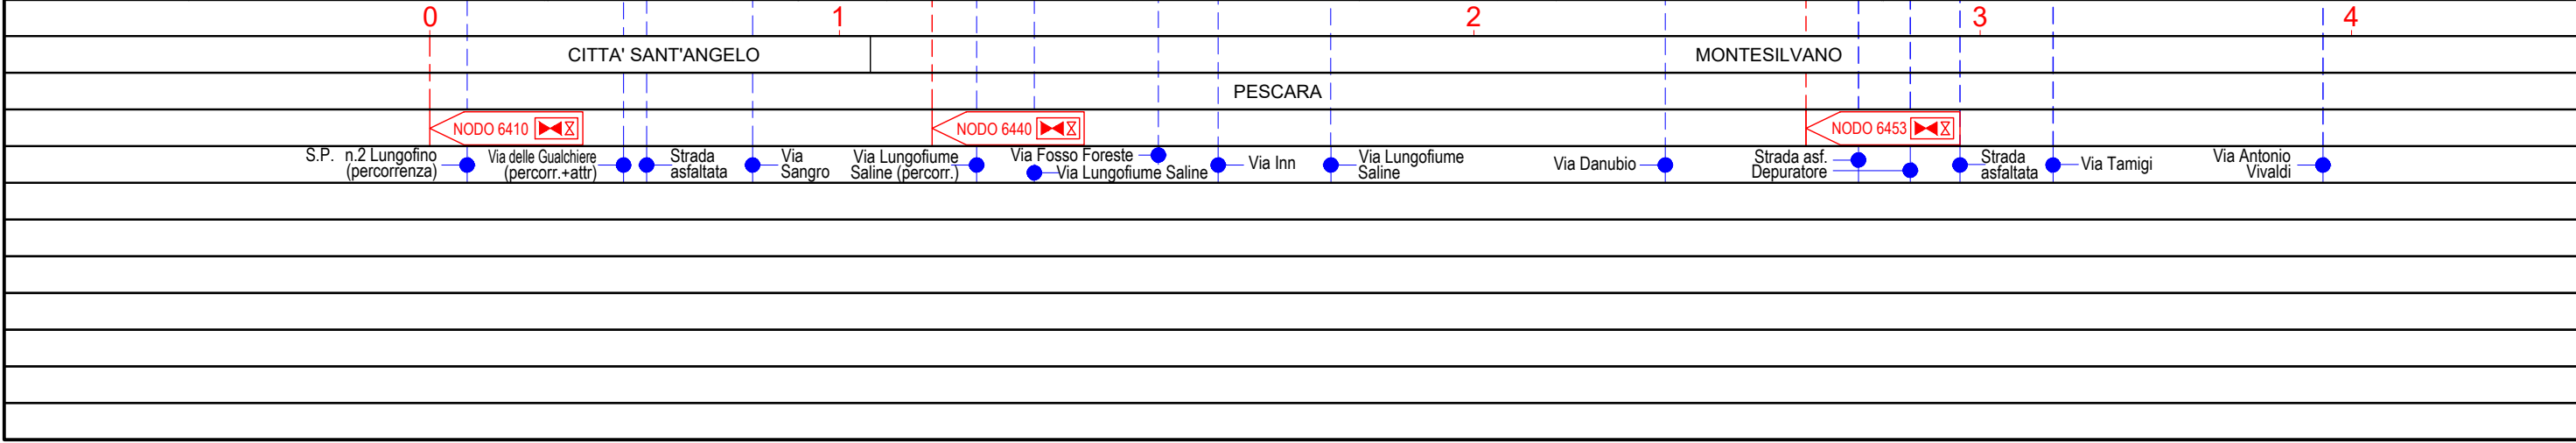 0 1 2 3 4
CITTA' SANT'ANGELO MONTESILVANO
PESCARA
NODO 6410 NODO 6440 NODO 6453
S.P. n.2 Lungofino
(percorrenza)
Via delle Gualchiere
(percorr.+attr)
Strada
asfaltata
Via
Sangro
Via Lungofiume
Saline (percorr.)
Via Fosso Foreste
Via Lungofiume Saline
Via Inn
Via Lungofiume
Saline
Via Danubio
Strada asf.
Depuratore
Strada
asfaltata
Via Tamigi
Via Antonio
Vivaldi